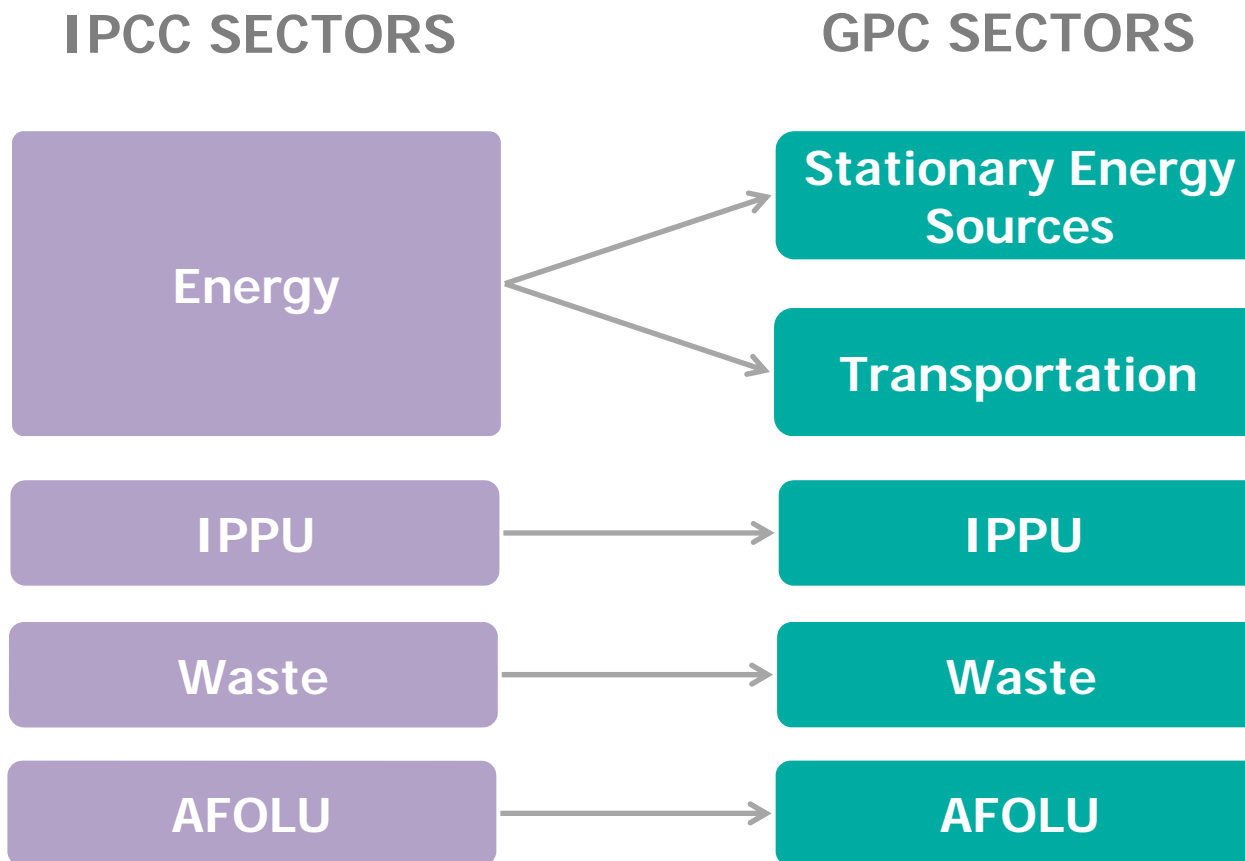 IPCC SECTORS
GPC SECTORS
Energy
Stationary Energy
Sources
Transportation
IPPU
IPPU
Waste
Waste
AFOLU
AFOLU